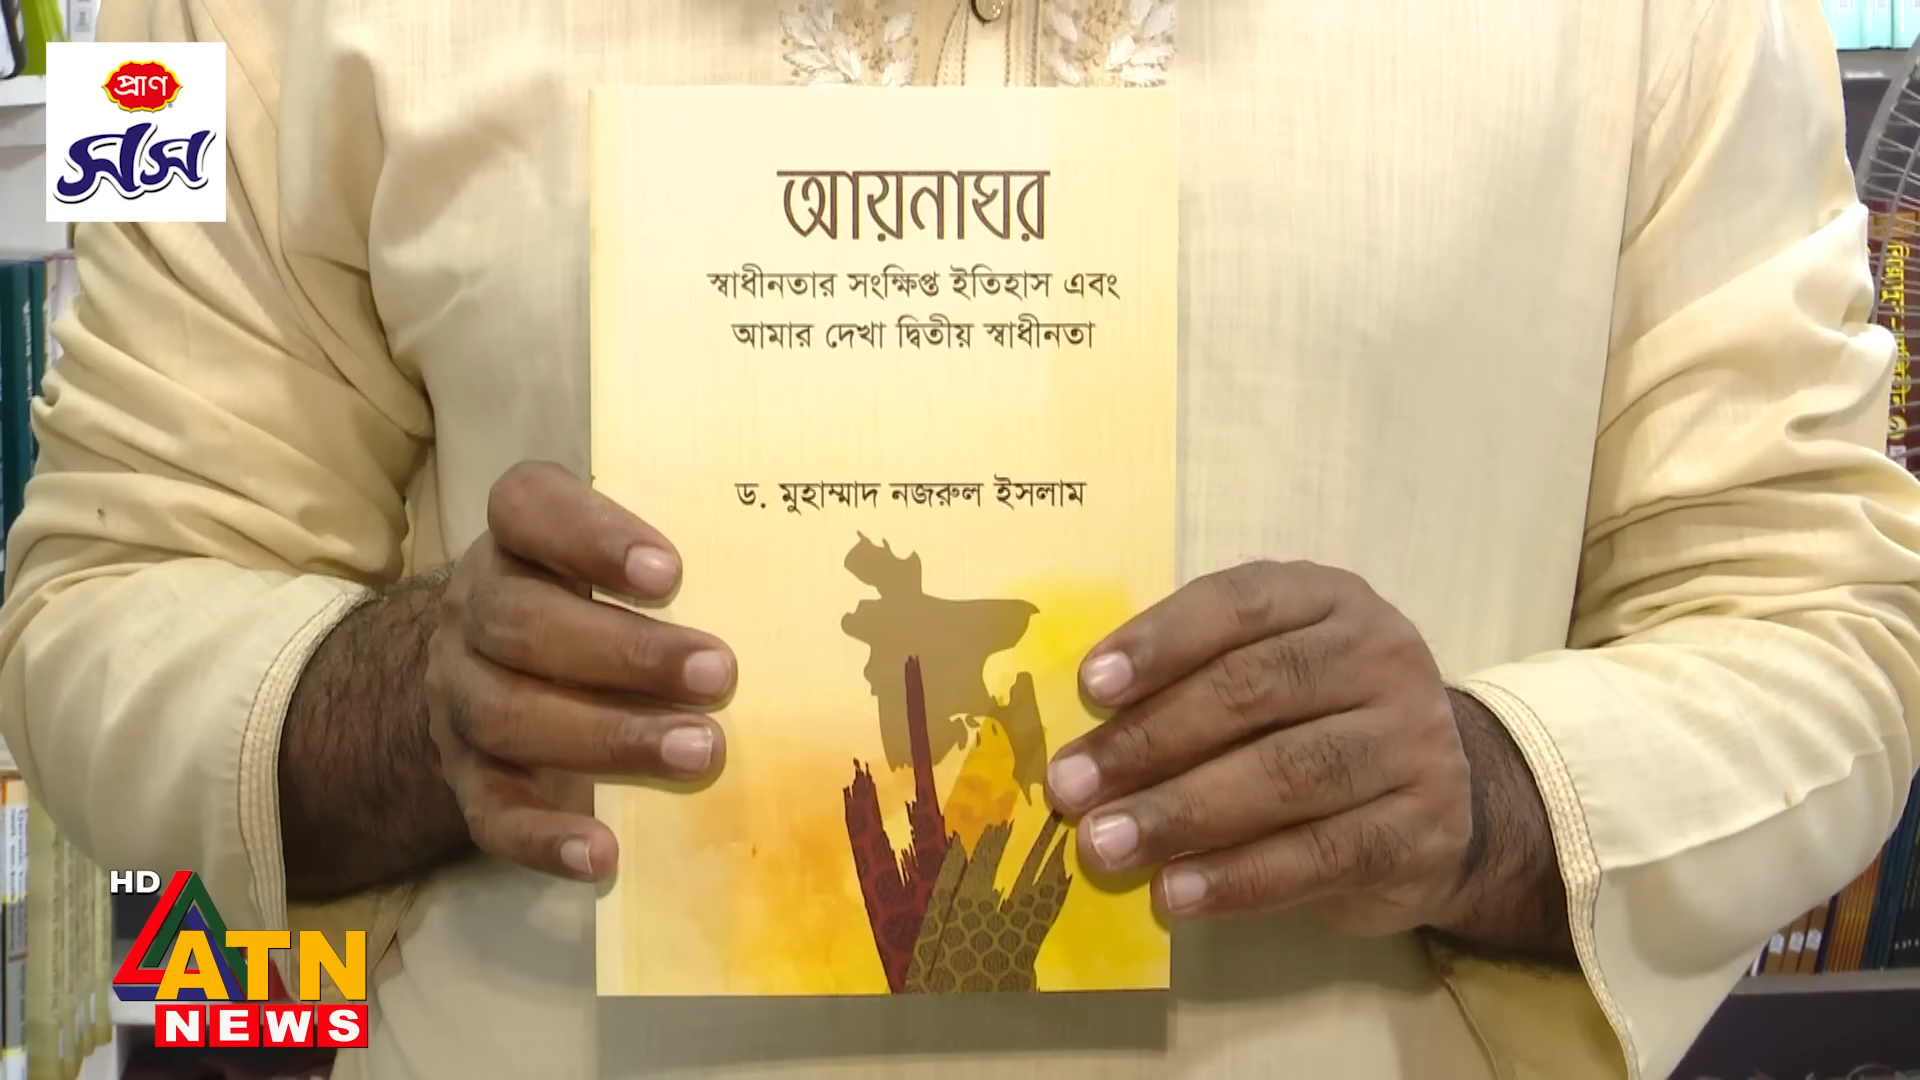 প্রাণ
সস
আয়নাঘর
স্বাধীনতার সংক্ষিপ্ত ইতিহাস এবং
আমার দেখা দ্বিতীয় স্বাধীনতা
ড. মুহাম্মাদ নজরুল ইসলাম
HD
ATN
NEWS